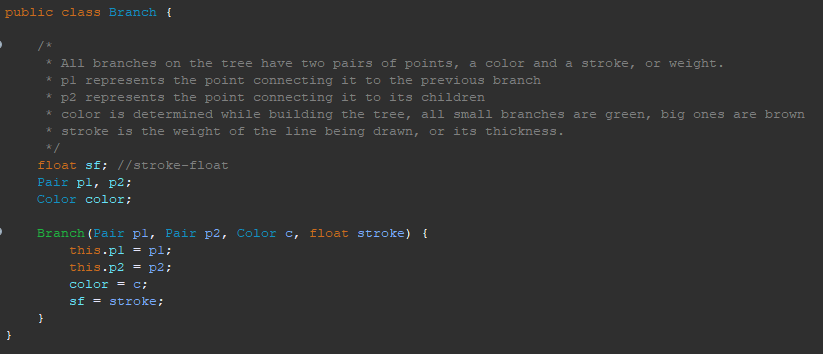 public class Branch {
/*
* All branches on the tree have two pairs of points, a color and a stroke, or weight.
* p1 represents the point connecting it to the previous branch
* p2 represents the point connecting it to its children
* color is determined while building the tree, all small branches are green, big ones are brown
* stroke is the weight of the line being drawn, or its thickness.
*/
float sf; //stroke-float
Pair p1, p2;
Color color;
Branch(Pair p1, Pair p2, Color c, float stroke) {
this.p1 = p1;
this.p2 = p2;
color = c;
sf = stroke;
}
}